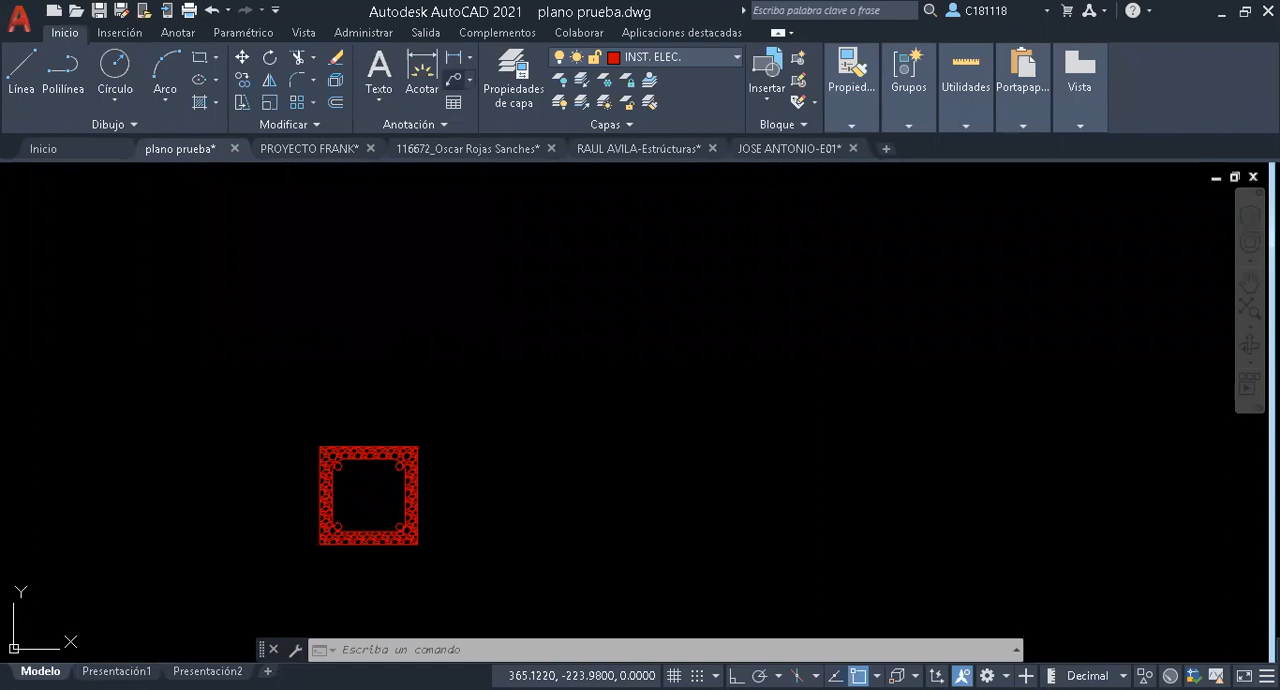 Autodesk AutoCAD 2021 plano prueba.dwg
Escriba palabra clave o frase
C181118
Inicio Inserción Anotar Paramétrico Vista Administrar Salida Complementos Colaborar Aplicaciones destacadas
INST. ELEC.
Línea Polilínea Círculo Arco
Texto Acotar
Propiedades de capa
Insertar
Propied... Grupos Utilidades Portapap... Vista
Dibujo Modificar Anotación Capas Bloque
Inicio plano prueba* PROYECTO FRANK* 116672_Oscar Rojas Sanches* RAUL AVILA-Estrúcturas* JOSE ANTONIO-E01*
Y
X
Escriba un comando
Modelo Presentación1 Presentación2 +
365.1220, -223.9800, 0.0000
Decimal